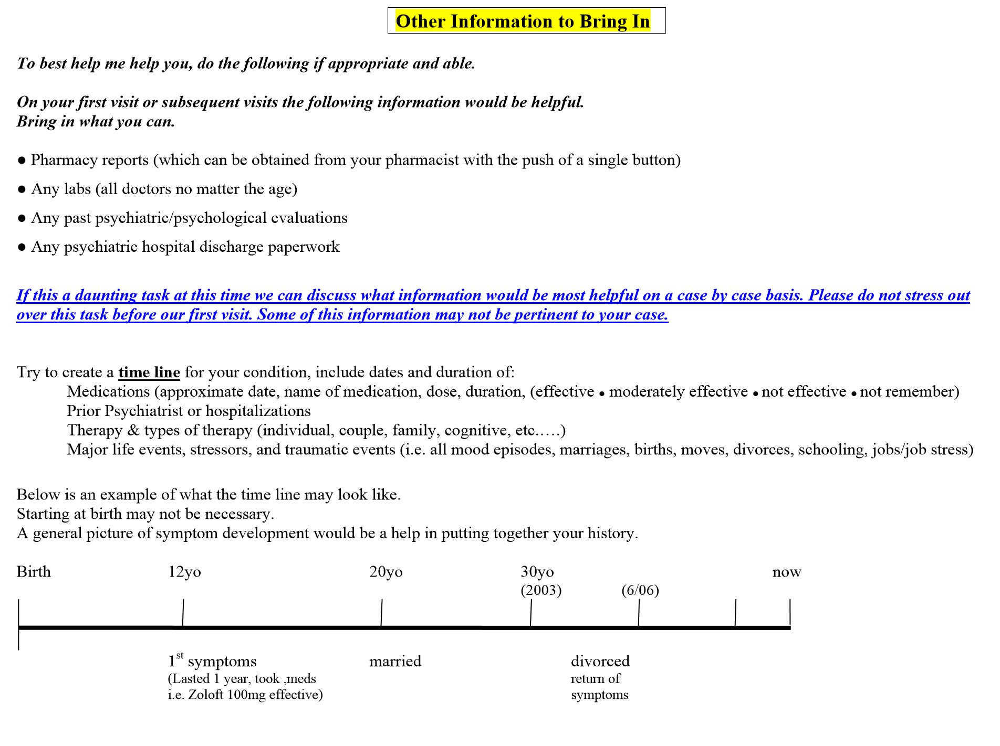 Other Information to Bring In
To best help me help you, do the following if appropriate and able.
On your first visit or subsequent visits the following information would be helpful.
Bring in what you can.
● Pharmacy reports (which can be obtained from your pharmacist with the push of a single button)
● Any labs (all doctors no matter the age)
● Any past psychiatric/psychological evaluations
● Any psychiatric hospital discharge paperwork
If this a daunting task at this time we can discuss what information would be most helpful on a case by case basis. Please do not stress out
over this task before our first visit. Some of this information may not be pertinent to your case.
Try to create a time line for your condition, include dates and duration of:
Medications (approximate date, name of medication, dose, duration, (effective ● moderately effective ● not effective ● not remember)
Prior Psychiatrist or hospitalizations
Therapy & types of therapy (individual, couple, family, cognitive, etc.….)
Major life events, stressors, and traumatic events (i.e. all mood episodes, marriages, births, moves, divorces, schooling, jobs/job stress)
Below is an example of what the time line may look like.
Starting at birth may not be necessary.
A general picture of symptom development would be a help in putting together your history.
Birth 12yo 20yo 30yo now
(2003) (6/06)
1st symptoms married divorced
(Lasted 1 year, took ,meds return of
i.e. Zoloft 100mg effective) symptoms